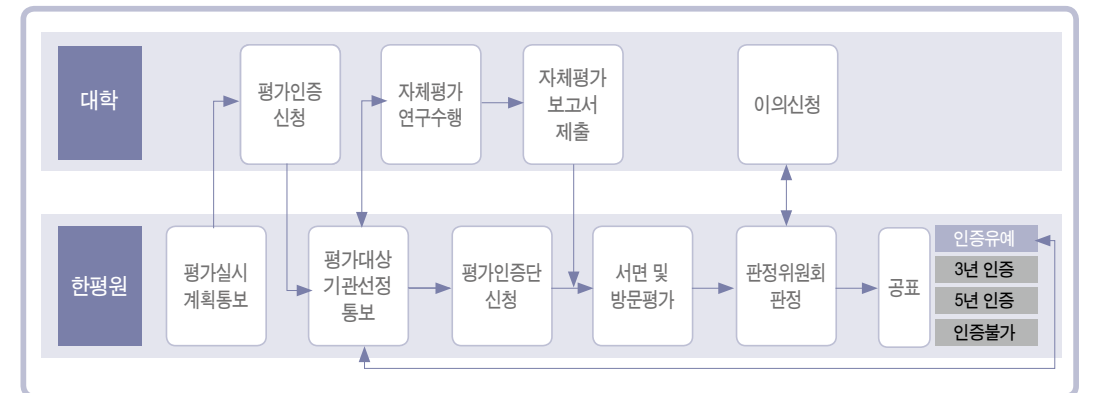 대학
평가인증
신청
자체평가
연구수행
자체평가
보고서
제출
이의신청
한평원
평가실시
계획통보
평가대상
기관선정
통보
평가인증단
신청
서면 및
방문평가
판정위원회
판정
공표
인증유예
3년 인증
5년 인증
인증불가